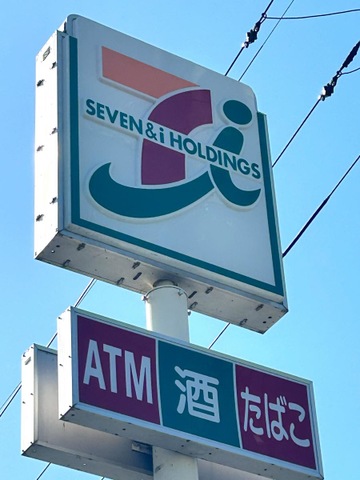 SEVEN&i HOLDINGS
ATM 酒 たばこ